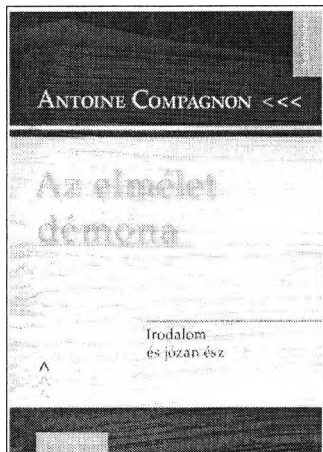 ANTOINE COMPAGNON <<<
Az elmélet
démona
Irodalom
és józan ész